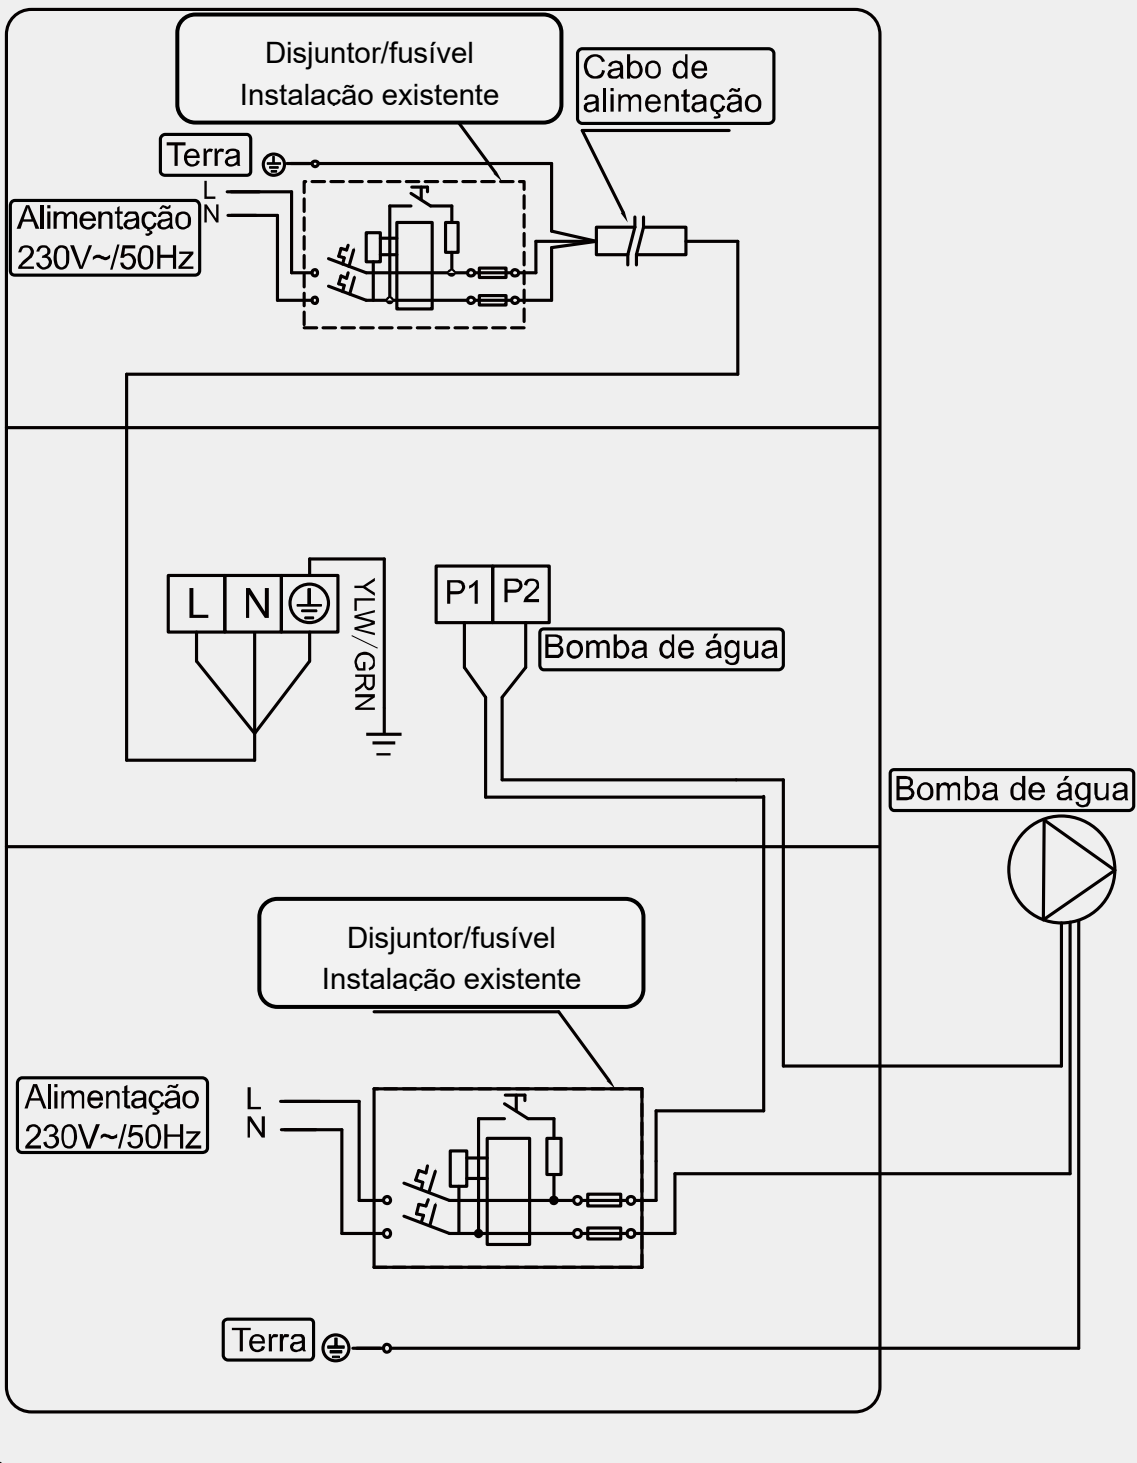 Disjuntor/fusível
Instalação existente
Cabo de
alimentação
Terra
L
N
Alimentação
230V~/50Hz
L N
YLW/GRN
P1 P2
Bomba de água
Bomba de água
Disjuntor/fusível
Instalação existente
Alimentação
230V~/50Hz
L
N
Terra